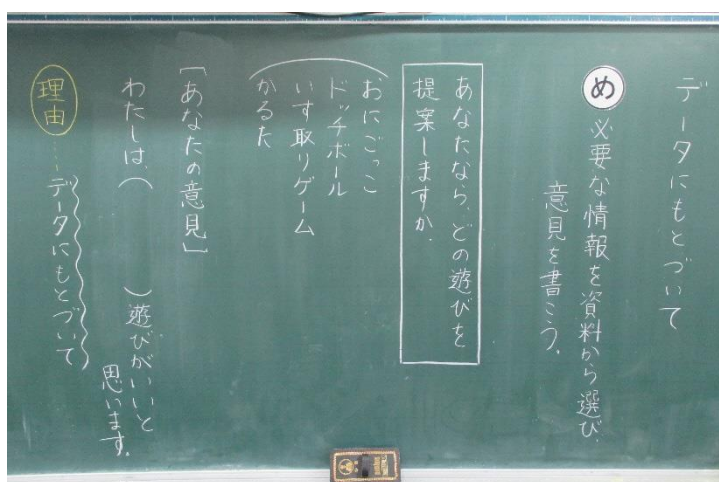 データにもとづいて
め 必要な情報を資料から選び、
意見を書こう。
あなたなら、どの遊びを
提案しますか。
おにごっこ
ドッチボール
いす取りゲーム
かるた
「あなたの意見」
わたしは、( )遊びがいいと
思います。
理由……データにもとづいて